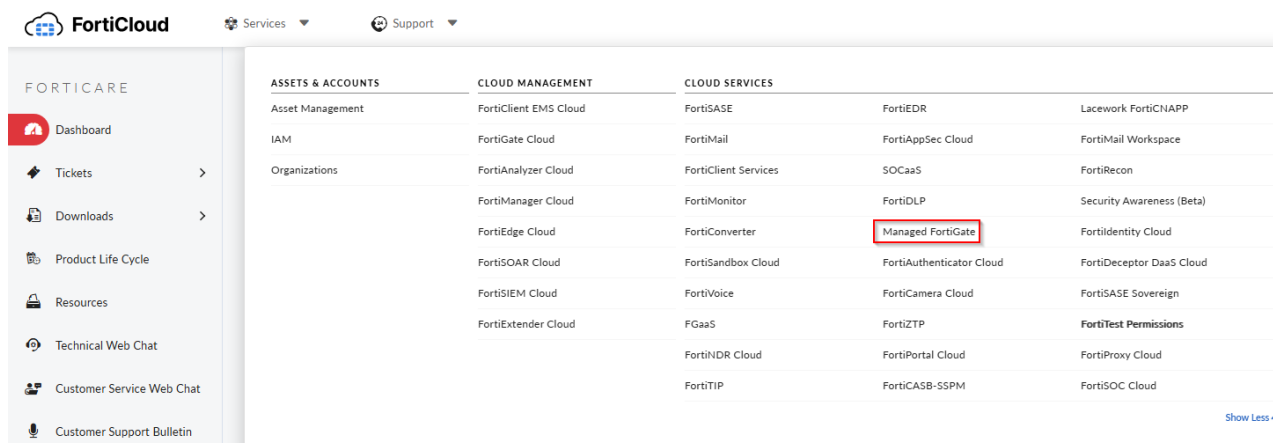 FortiCloud
Services
Support
FORTICARE
Dashboard
Tickets
Downloads
Product Life Cycle
Resources
Technical Web Chat
Customer Service Web Chat
Customer Support Bulletin
ASSETS & ACCOUNTS
Asset Management
IAM
Organizations
CLOUD MANAGEMENT
FortiClient EMS Cloud
FortiGate Cloud
FortiAnalyzer Cloud
FortiManager Cloud
FortiEdge Cloud
FortiSOAR Cloud
FortiSIEM Cloud
FortiExtender Cloud
CLOUD SERVICES
FortiSASE
FortiMail
FortiClient Services
FortiMonitor
FortiConverter
FortiSandbox Cloud
FortiVoice
FGaaS
FortiNDR Cloud
FortiTIP
FortiEDR
FortiAppSec Cloud
SOCaaS
FortiDLP
Managed FortiGate
FortiAuthenticator Cloud
FortiCamera Cloud
FortiZTP
FortiPortal Cloud
FortiCASB-SSPM
Lacework FortiCNAPP
FortiMail Workspace
FortiRecon
Security Awareness (Beta)
FortiIdentity Cloud
FortiDeceptor DaaS Cloud
FortiSASE Sovereign
FortiTest Permissions
FortiProxy Cloud
FortiSOC Cloud
Show Less